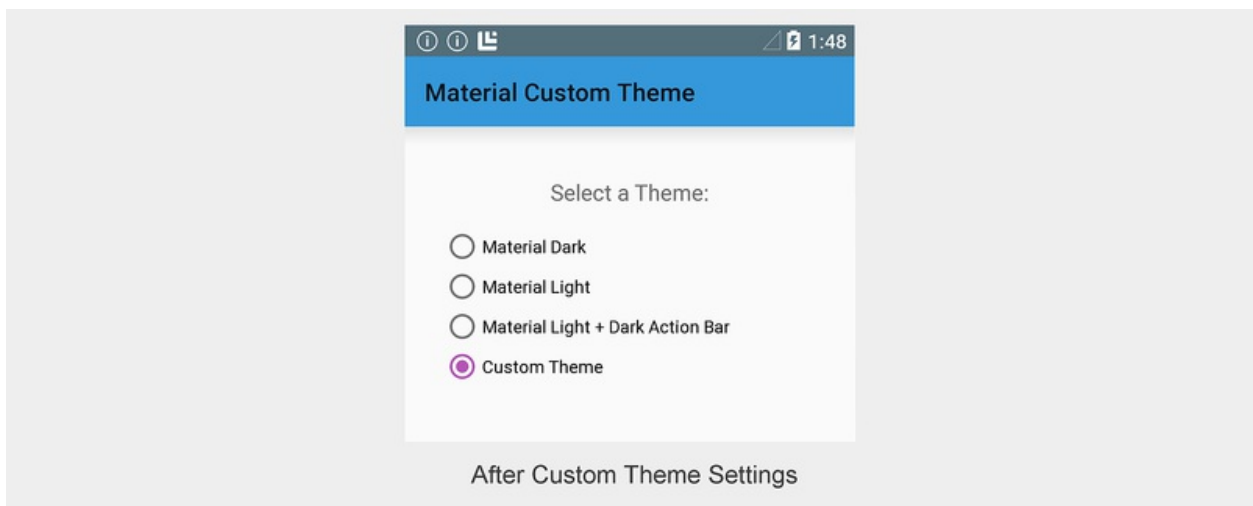 1:48
Material Custom Theme
Select a Theme:
Material Dark
Material Light
Material Light + Dark Action Bar
Custom Theme
After Custom Theme Settings